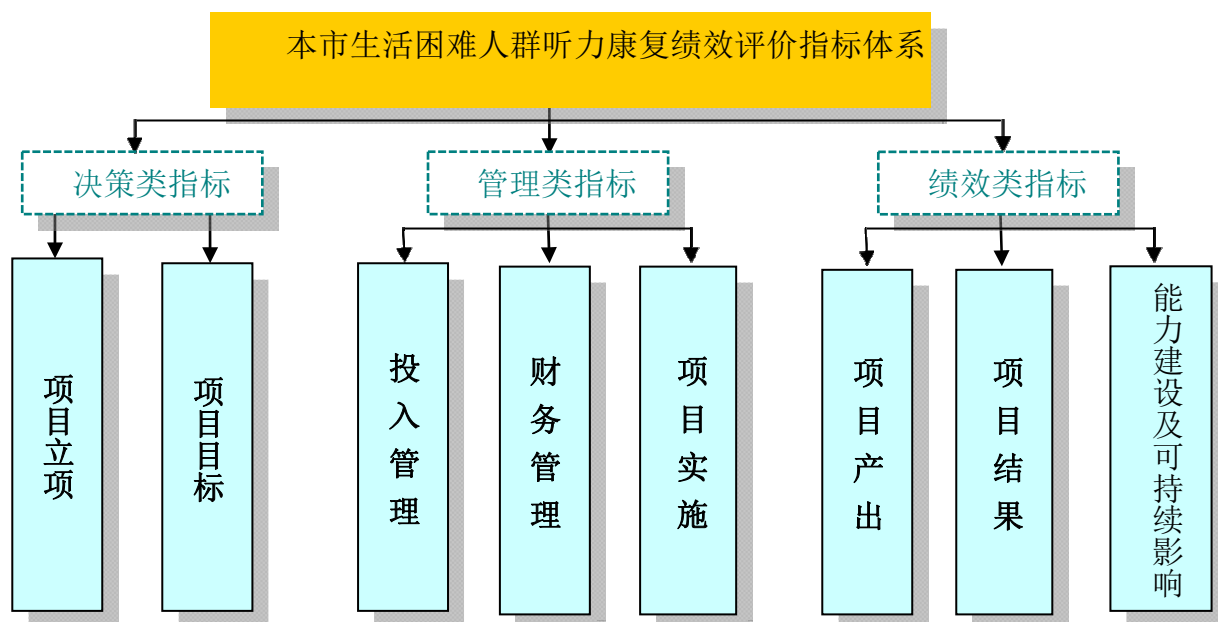 本市生活困难人群听力康复绩效评价指标体系
决策类指标
管理类指标
绩效类指标
项目立项
项目目标
投入管理
财务管理
项目实施
项目产出
项目结果
能力建设及可持续影响